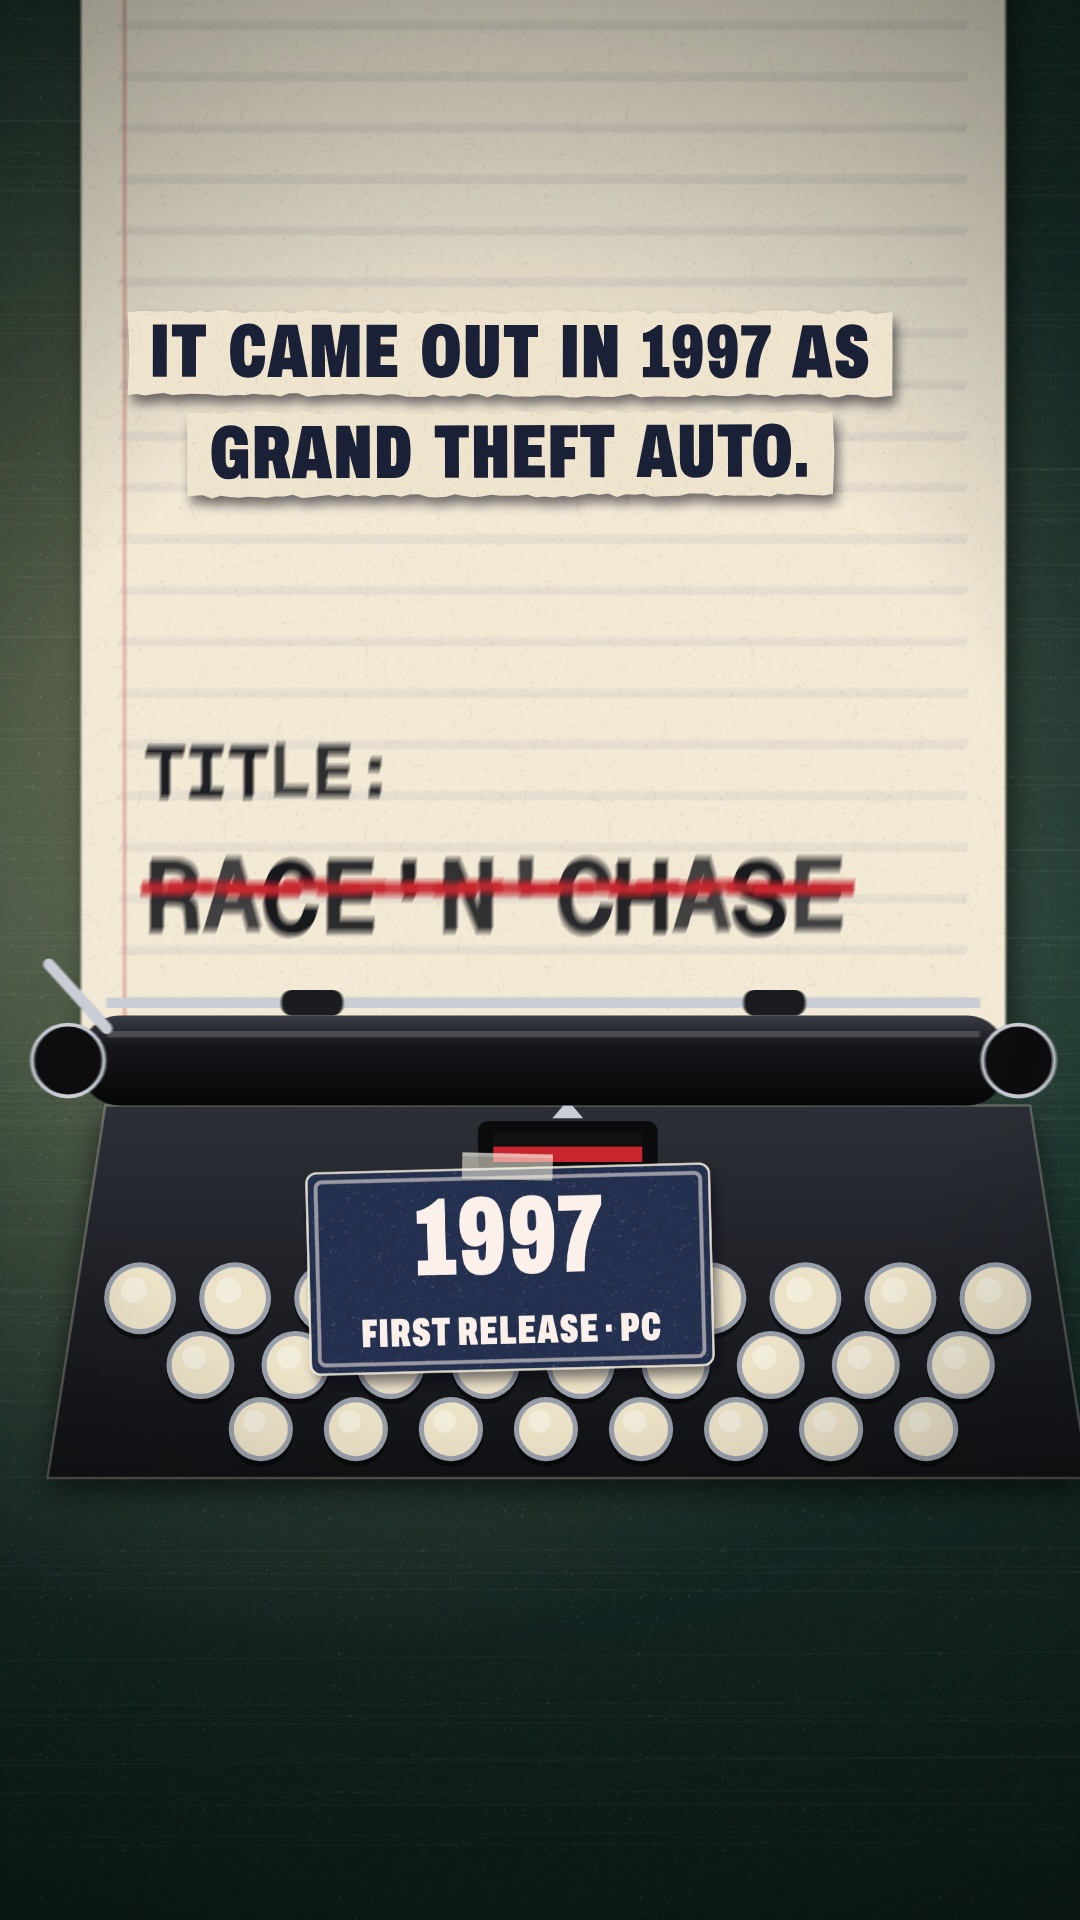 IT CAME OUT IN 1997 AS
GRAND THEFT AUTO.
TITLE:
RACE'N'CHASE
1997
FIRST RELEASE · PC